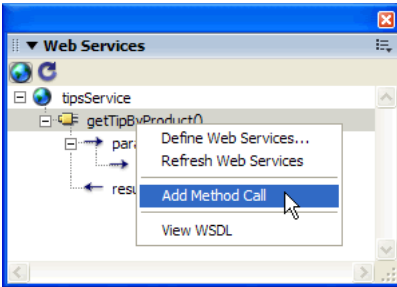 Web Services
tipsService
getTipByProduct()
Define Web Services...
Refresh Web Services
Add Method Call
View WSDL